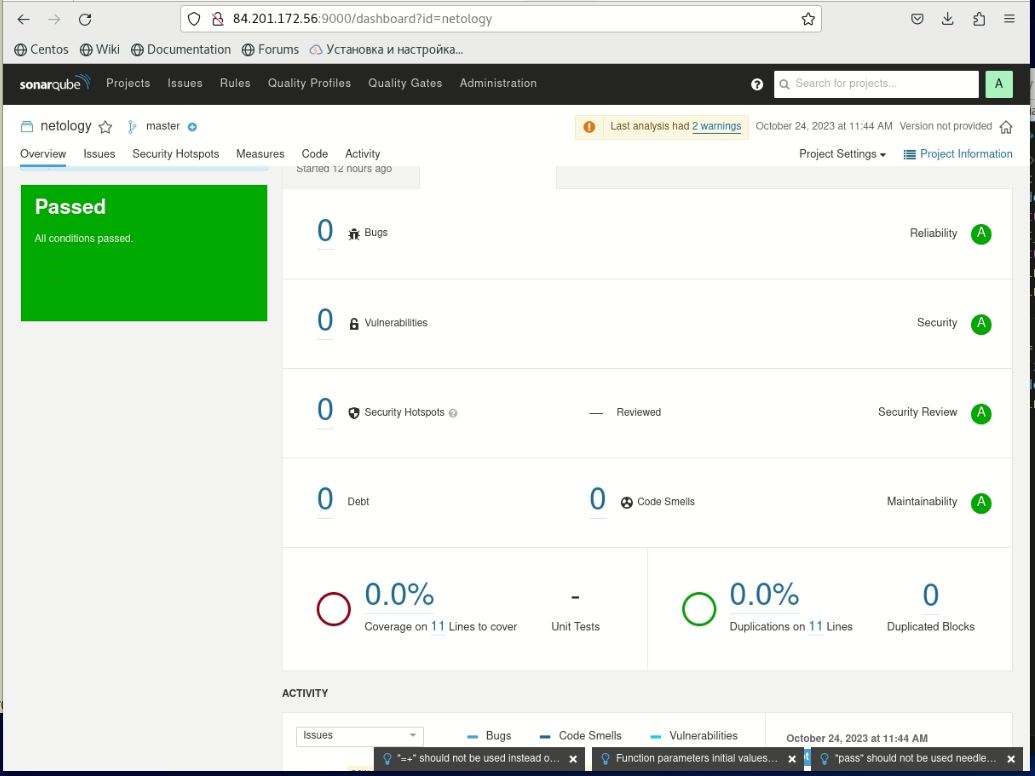 84.201.172.56:9000/dashboard?id=netology
Centos Wiki Documentation Forums Установка и настройка...
sonarqube Projects Issues Rules Quality Profiles Quality Gates Administration ? Search for projects... A
netology master Last analysis had 2 warnings October 24, 2023 at 11:44 AM Version not provided
Overview Issues Security Hotspots Measures Code Activity Project Settings Project Information
Started 12 hours ago
Passed
All conditions passed.
0 Bugs Reliability A
0 Vulnerabilities Security A
0 Security Hotspots ? — Reviewed Security Review A
0 Debt 0 Code Smells Maintainability A
0.0% - 0.0% 0
Coverage on 11 Lines to cover Unit Tests Duplications on 11 Lines Duplicated Blocks
ACTIVITY
Issues Bugs Code Smells Vulnerabilities October 24, 2023 at 11:44 AM
"=+" should not be used instead o... × Function parameters initial values... × "pass" should not be used needle... ×